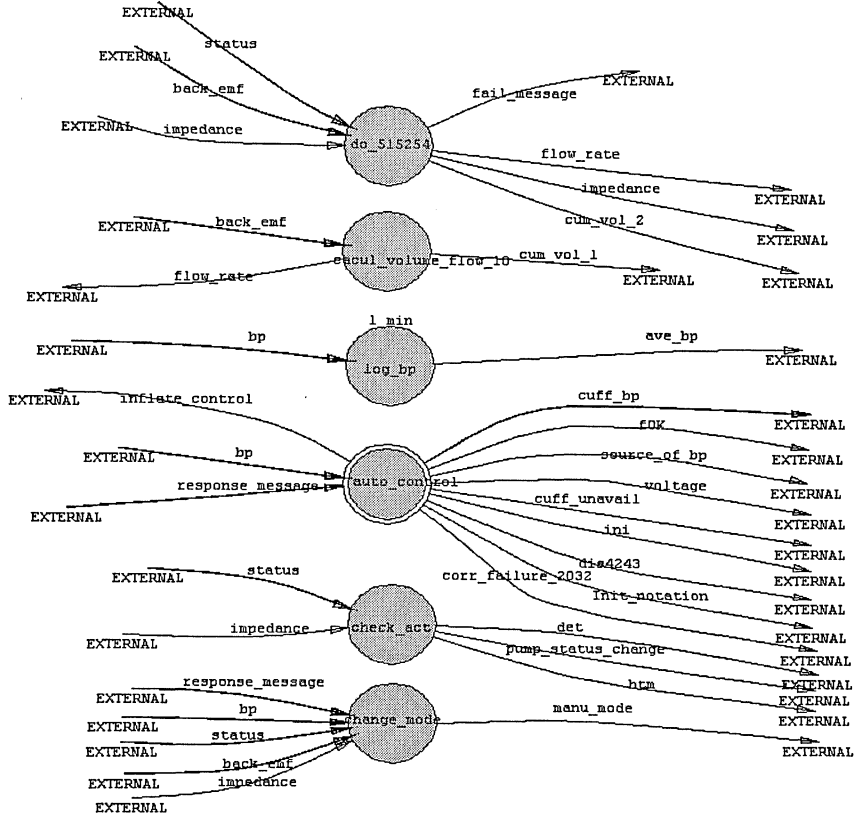 EXTERNAL
status
EXTERNAL
back_emf
EXTERNAL
fail_message
EXTERNAL
impedance
do_515254
flow_rate
EXTERNAL
impedance
EXTERNAL
cum_vol_2
EXTERNAL
EXTERNAL
back_emf
cacul_volume_flow_10
cum_vol_1
EXTERNAL
flow_rate
EXTERNAL
1_min
EXTERNAL
bp
log_bp
ave_bp
EXTERNAL
EXTERNAL
inflate_control
cuff_bp
EXTERNAL
fOK
EXTERNAL
EXTERNAL
bp
source_of_bp
EXTERNAL
EXTERNAL
response_message
auto_control
voltage
EXTERNAL
cuff_unavail
EXTERNAL
ini
EXTERNAL
dis4243
EXTERNAL
Init_notation
EXTERNAL
corr_failure_2032
EXTERNAL
EXTERNAL
status
EXTERNAL
impedance
check_act
det
EXTERNAL
pump_status_change
EXTERNAL
htm
EXTERNAL
EXTERNAL
response_message
EXTERNAL
bp
change_mode
manu_mode
EXTERNAL
EXTERNAL
status
EXTERNAL
back_emf
EXTERNAL
impedance